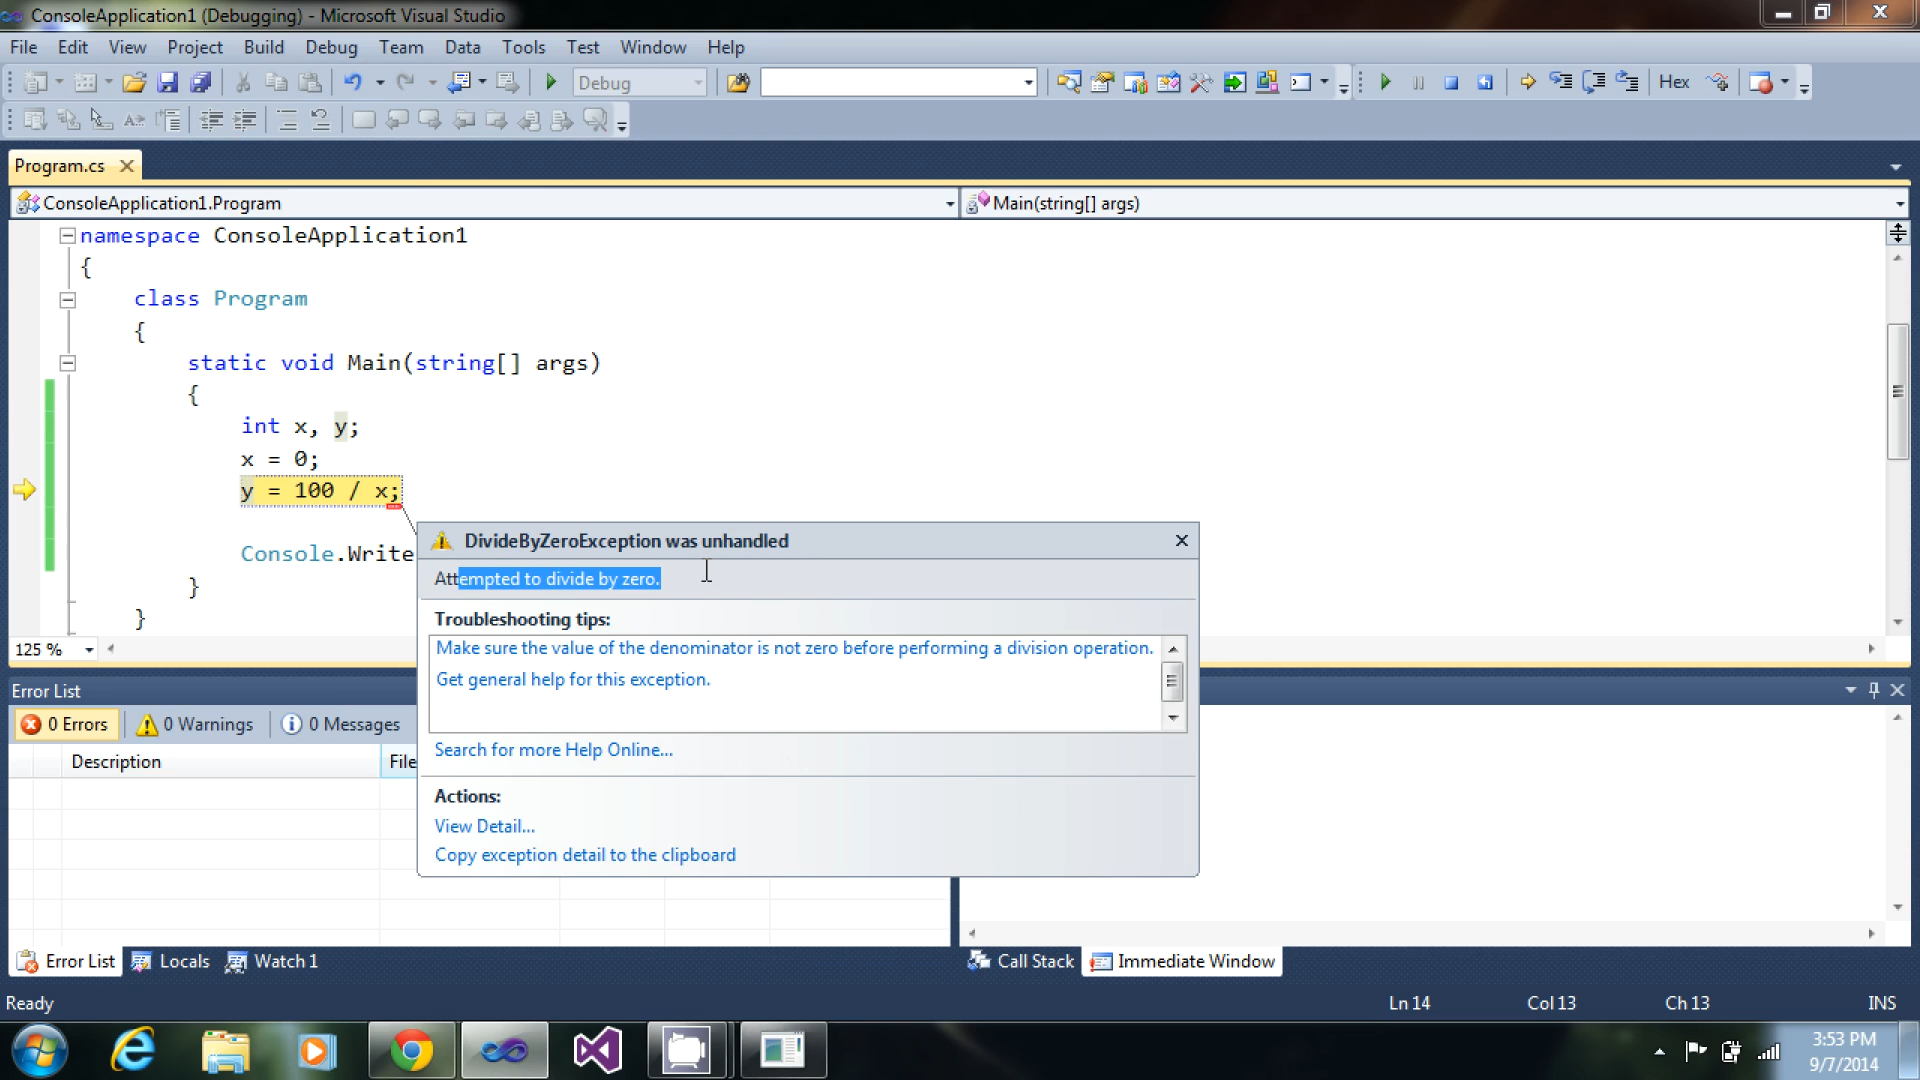 ConsoleApplication1 (Debugging) - Microsoft Visual Studio
File Edit View Project Build Debug Team Data Tools Test Window Help
Debug Hex
Program.cs
ConsoleApplication1.Program Main(string[] args)
namespace ConsoleApplication1
{
class Program
{
static void Main(string[] args)
{
int x, y;
x = 0;
y = 100 / x;
Console.Write
}
}
DivideByZeroException was unhandled
Attempted to divide by zero.
Troubleshooting tips:
Make sure the value of the denominator is not zero before performing a division operation.
Get general help for this exception.
Search for more Help Online...
Actions:
View Detail...
Copy exception detail to the clipboard
125 %
Error List
0 Errors 0 Warnings 0 Messages
Description File
Error List Locals Watch 1 Call Stack Immediate Window
Ready Ln 14 Col 13 Ch 13 INS
3:53 PM
9/7/2014